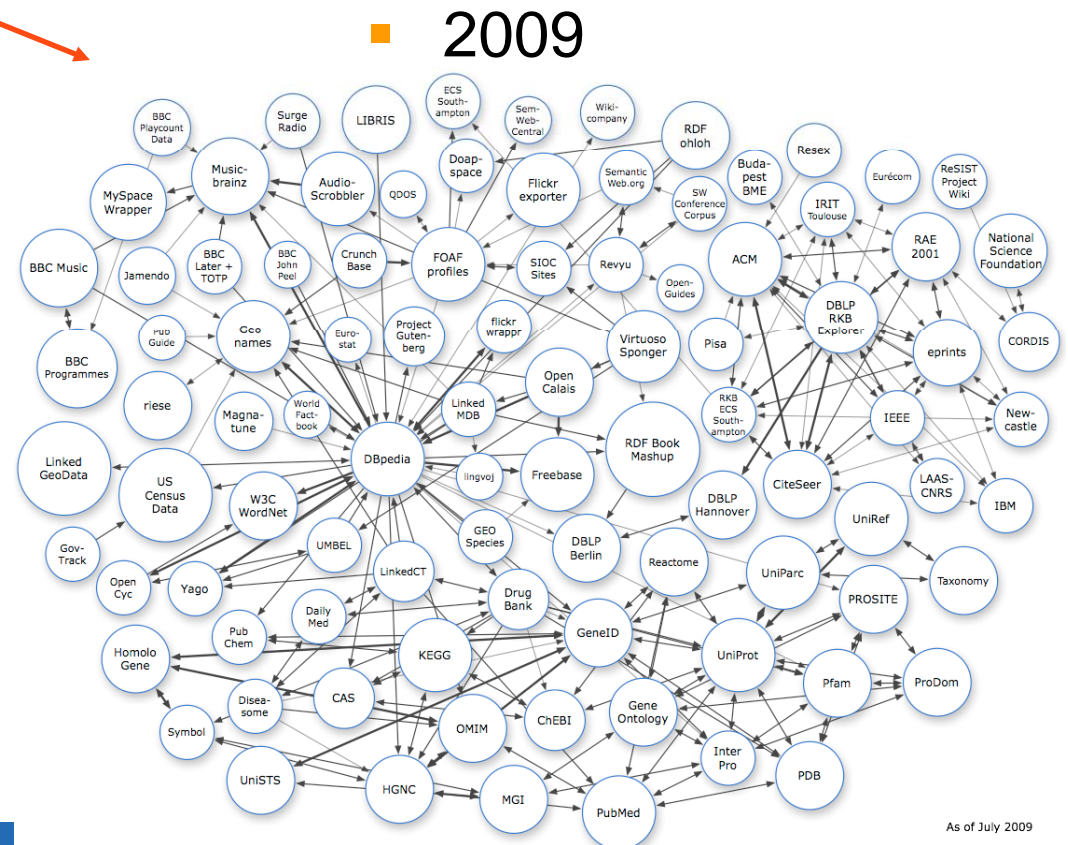 2009
ECS
South-
ampton
Sem-
Web-
Central
Wiki-
company
BBC
Playcount
Data
Surge
Radio
LIBRIS
RDF
ohloh
Resex
Music-
brainz
MySpace
Wrapper
Audio-
Scrobbler
QDOS
Doap-
space
Flickr
exporter
Semantic
Web.org
SW
Conference
Corpus
Buda-
pest
BME
IRIT
Toulouse
Eurécom
ReSIST
Project
Wiki
BBC Music
Jamendo
BBC
Later +
TOTP
BBC
John
Peel
Crunch
Base
FOAF
profiles
SIOC
Sites
Revyu
Open-
Guides
ACM
RAE
2001
National
Science
Foundation
BBC
Programmes
Pub
Guide
Geo
names
Euro-
stat
Project
Guten-
berg
flickr
wrappr
Virtuoso
Sponger
Pisa
DBLP
RKB
Explorer
eprints
CORDIS
riese
Magna-
tune
World
Fact-
book
Linked
MDB
Open
Calais
RKB
ECS
South-
ampton
IEEE
New-
castle
Linked
GeoData
US
Census
Data
W3C
WordNet
DBpedia
lingvoj
Freebase
RDF Book
Mashup
DBLP
Hannover
CiteSeer
LAAS-
CNRS
IBM
Gov-
Track
Open
Cyc
Yago
UMBEL
LinkedCT
GEO
Species
DBLP
Berlin
Reactome
UniParc
UniRef
Taxonomy
PROSITE
Daily
Med
Drug
Bank
Pub
Chem
Homolo
Gene
KEGG
GeneID
UniProt
Pfam
ProDom
Disea-
some
CAS
Symbol
OMIM
ChEBI
Gene
Ontology
Inter
Pro
PDB
UniSTS
HGNC
MGI
PubMed
As of July 2009